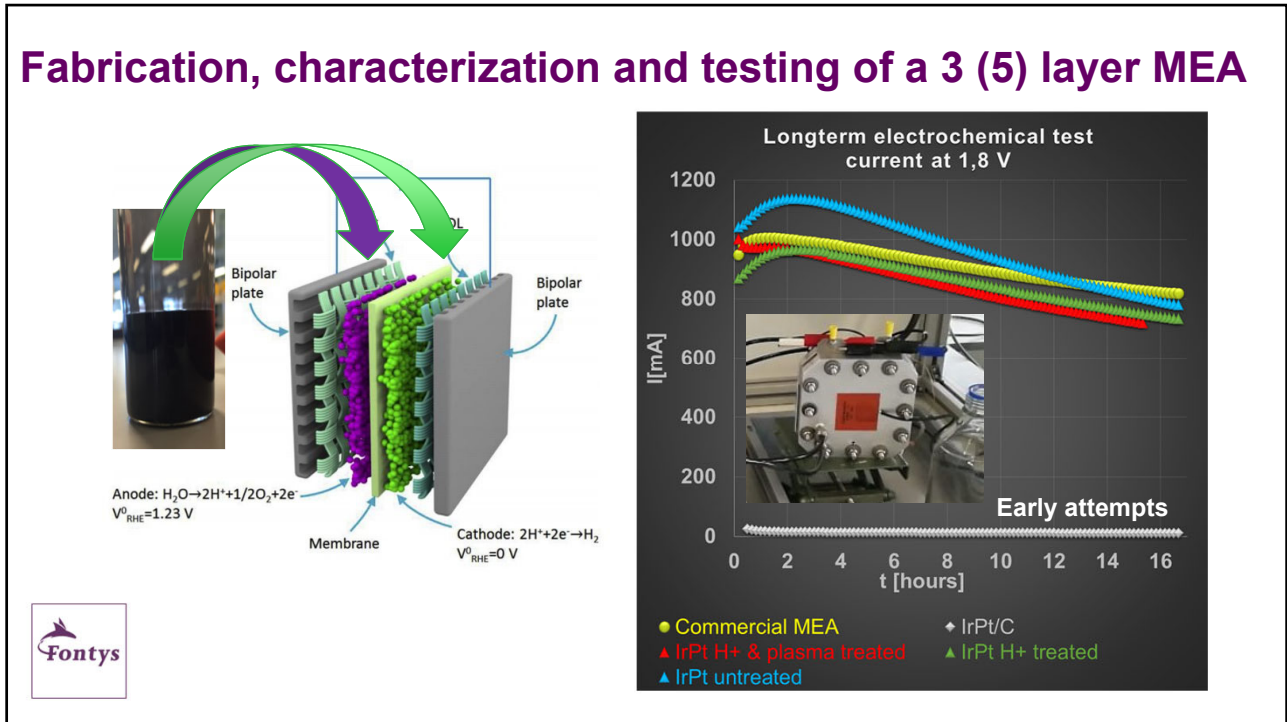 Fabrication, characterization and testing of a 3 (5) layer MEA
Bipolar
plate
Bipolar
plate
Anode: H₂O→2H⁺+1/2O₂+2e⁻
V⁰RHE=1.23 V
Membrane
Cathode: 2H⁺+2e⁻→H₂
V⁰RHE=0 V
Fontys
Longterm electrochemical test
current at 1,8 V
1200
1000
800
600
400
200
0
I[mA]
Early attempts
0 2 4 6 8 10 12 14 16
t [hours]
Commercial MEA
IrPt/C
IrPt H+ & plasma treated
IrPt H+ treated
IrPt untreated